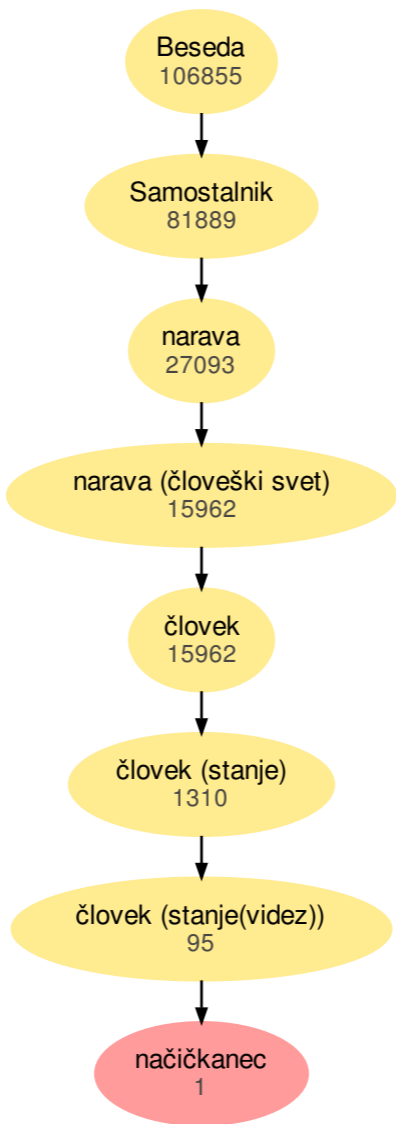 Beseda
106855
Samostalnik
81889
narava
27093
narava (človeški svet)
15962
človek
15962
človek (stanje)
1310
človek (stanje(videz))
95
načičkanec
1